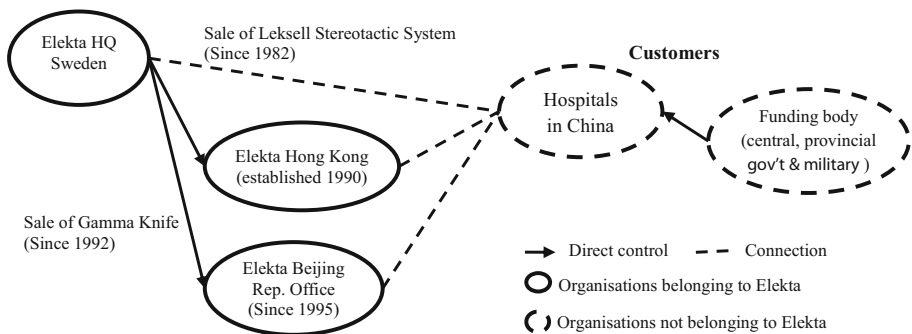 Elekta HQ
Sweden
Sale of Leksell Stereotactic System
(Since 1982)
Customers
Hospitals
in China
Funding body
(central, provincial
gov't & military )
Elekta Hong Kong
(established 1990)
Sale of Gamma Knife
(Since 1992)
Elekta Beijing
Rep. Office
(Since 1995)
Direct control
Connection
Organisations belonging to Elekta
Organisations not belonging to Elekta